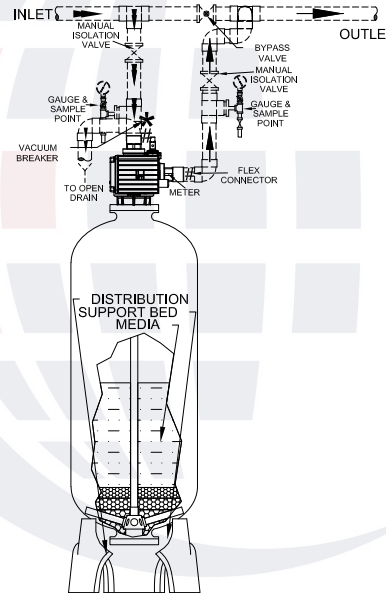 INLET
OUTLE
MANUAL
ISOLATION
VALVE
BYPASS
VALVE
MANUAL
ISOLATION
VALVE
GAUGE &
SAMPLE
POINT
GAUGE &
SAMPLE
POINT
VACUUM
BREAKER
FLEX
CONNECTOR
METER
TO OPEN
DRAIN
DISTRIBUTION
SUPPORT BED
MEDIA